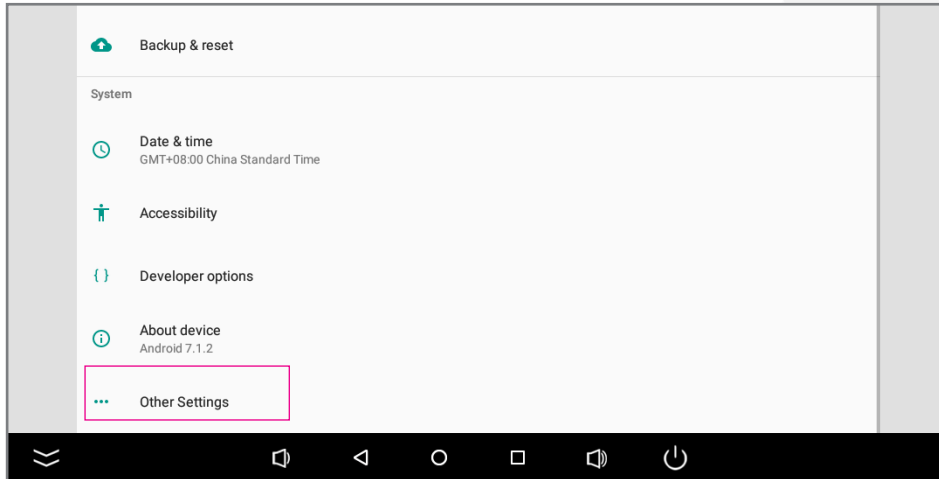 Backup & reset
System
Date & time
GMT+08:00 China Standard Time
Accessibility
Developer options
About device
Android 7.1.2
Other Settings